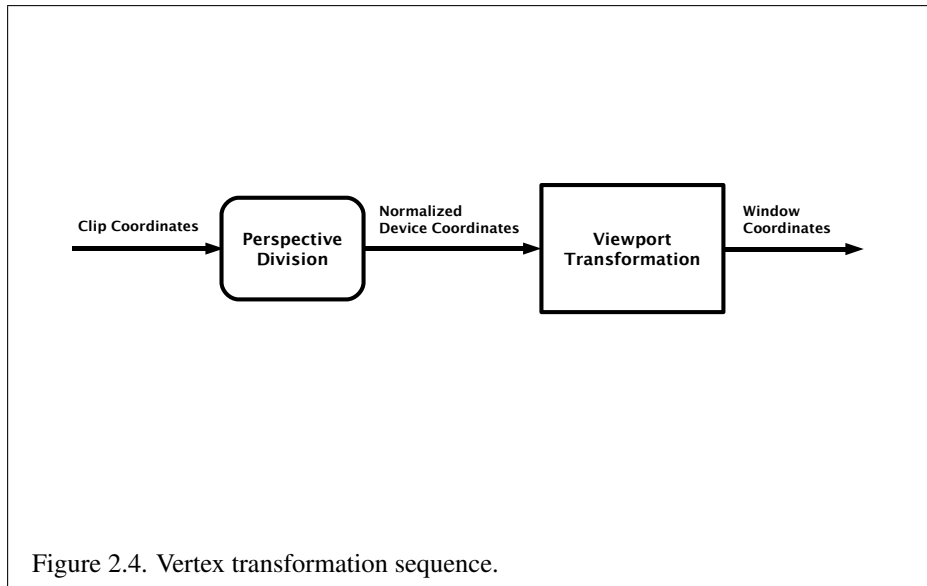 Clip Coordinates
Perspective
Division
Normalized
Device Coordinates
Viewport
Transformation
Window
Coordinates
Figure 2.4. Vertex transformation sequence.